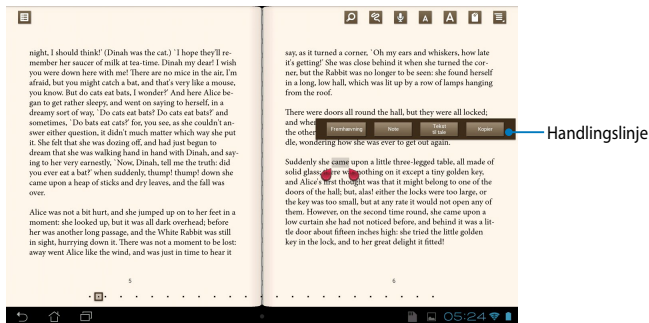 night, I should think!' (Dinah was the cat.) `I hope they'll re-
member her saucer of milk at tea-time. Dinah my dear! I wish
you were down here with me! There are no mice in the air, I'm
afraid, but you might catch a bat, and that's very like a mouse,
you know. But do cats eat bats, I wonder?' And here Alice be-
gan to get rather sleepy, and went on saying to herself, in a
dreamy sort of way, `Do cats eat bats? Do cats eat bats?' and
sometimes, `Do bats eat cats?' for, you see, as she couldn't an-
swer either question, it didn't much matter which way she put
it. She felt that she was dozing off, and had just begun to
dream that she was walking hand in hand with Dinah, and say-
ing to her very earnestly, `Now, Dinah, tell me the truth: did
you ever eat a bat?' when suddenly, thump! thump! down she
came upon a heap of sticks and dry leaves, and the fall was
over.
Alice was not a bit hurt, and she jumped up on to her feet in a
moment: she looked up, but it was all dark overhead; before
her was another long passage, and the White Rabbit was still
in sight, hurrying down it. There was not a moment to be lost:
away went Alice like the wind, and was just in time to hear it
5
say, as it turned a corner, `Oh my ears and whiskers, how late
it's getting!' She was close behind it when she turned the cor-
ner, but the Rabbit was no longer to be seen: she found herself
in a long, low hall, which was lit up by a row of lamps hanging
from the roof.
There were doors all round the hall, but they were all locked;
and when
the other
dle, wondering how she was ever to get out again.
Fremhævning
Note
Tekst
til tale
Kopier
Handlingslinje
Suddenly she came upon a little three-legged table, all made of
solid glass; there was nothing on it except a tiny golden key,
and Alice's first thought was that it might belong to one of the
doors of the hall; but, alas! either the locks were too large, or
the key was too small, but at any rate it would not open any of
them. However, on the second time round, she came upon a
low curtain she had not noticed before, and behind it was a lit-
tle door about fifteen inches high: she tried the little golden
key in the lock, and to her great delight it fitted!
6
A A
05:24